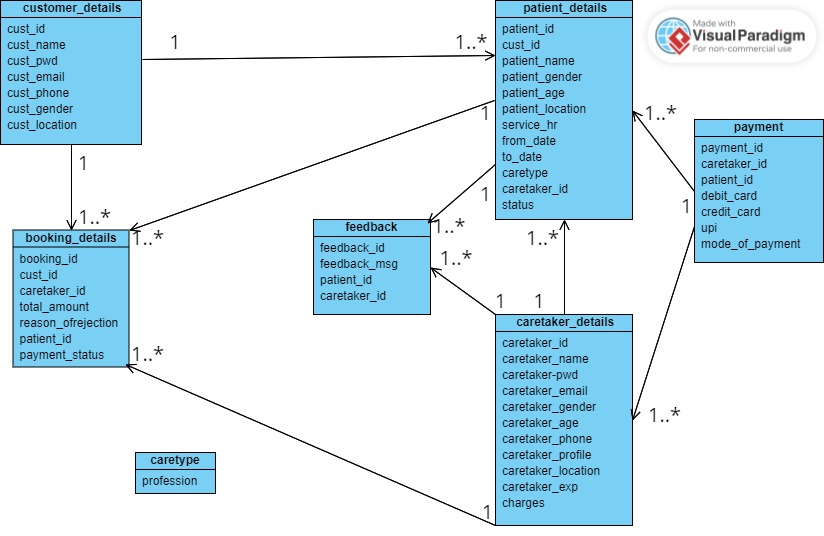 customer_details
cust_id
cust_name
cust_pwd
cust_email
cust_phone
cust_gender
cust_location
patient_details
patient_id
cust_id
patient_name
patient_gender
patient_age
patient_location
service_hr
from_date
to_date
caretype
caretaker_id
status
Made with
VisualParadigm
For non-commercial use
1
1..*
1
1..*
1
1..*
1
1..*
1..*
1
payment
payment_id
caretaker_id
patient_id
debit_card
credit_card
upi
mode_of_payment
booking_details
booking_id
cust_id
caretaker_id
total_amount
reason_ofrejection
patient_id
payment_status
feedback
feedback_id
feedback_msg
patient_id
caretaker_id
1..*
1
1..*
1
caretaker_details
caretaker_id
caretaker_name
caretaker-pwd
caretaker_email
caretaker_gender
caretaker_age
caretaker_phone
caretaker_profile
caretaker_location
caretaker_exp
charges
1..*
1..*
1
caretype
profession